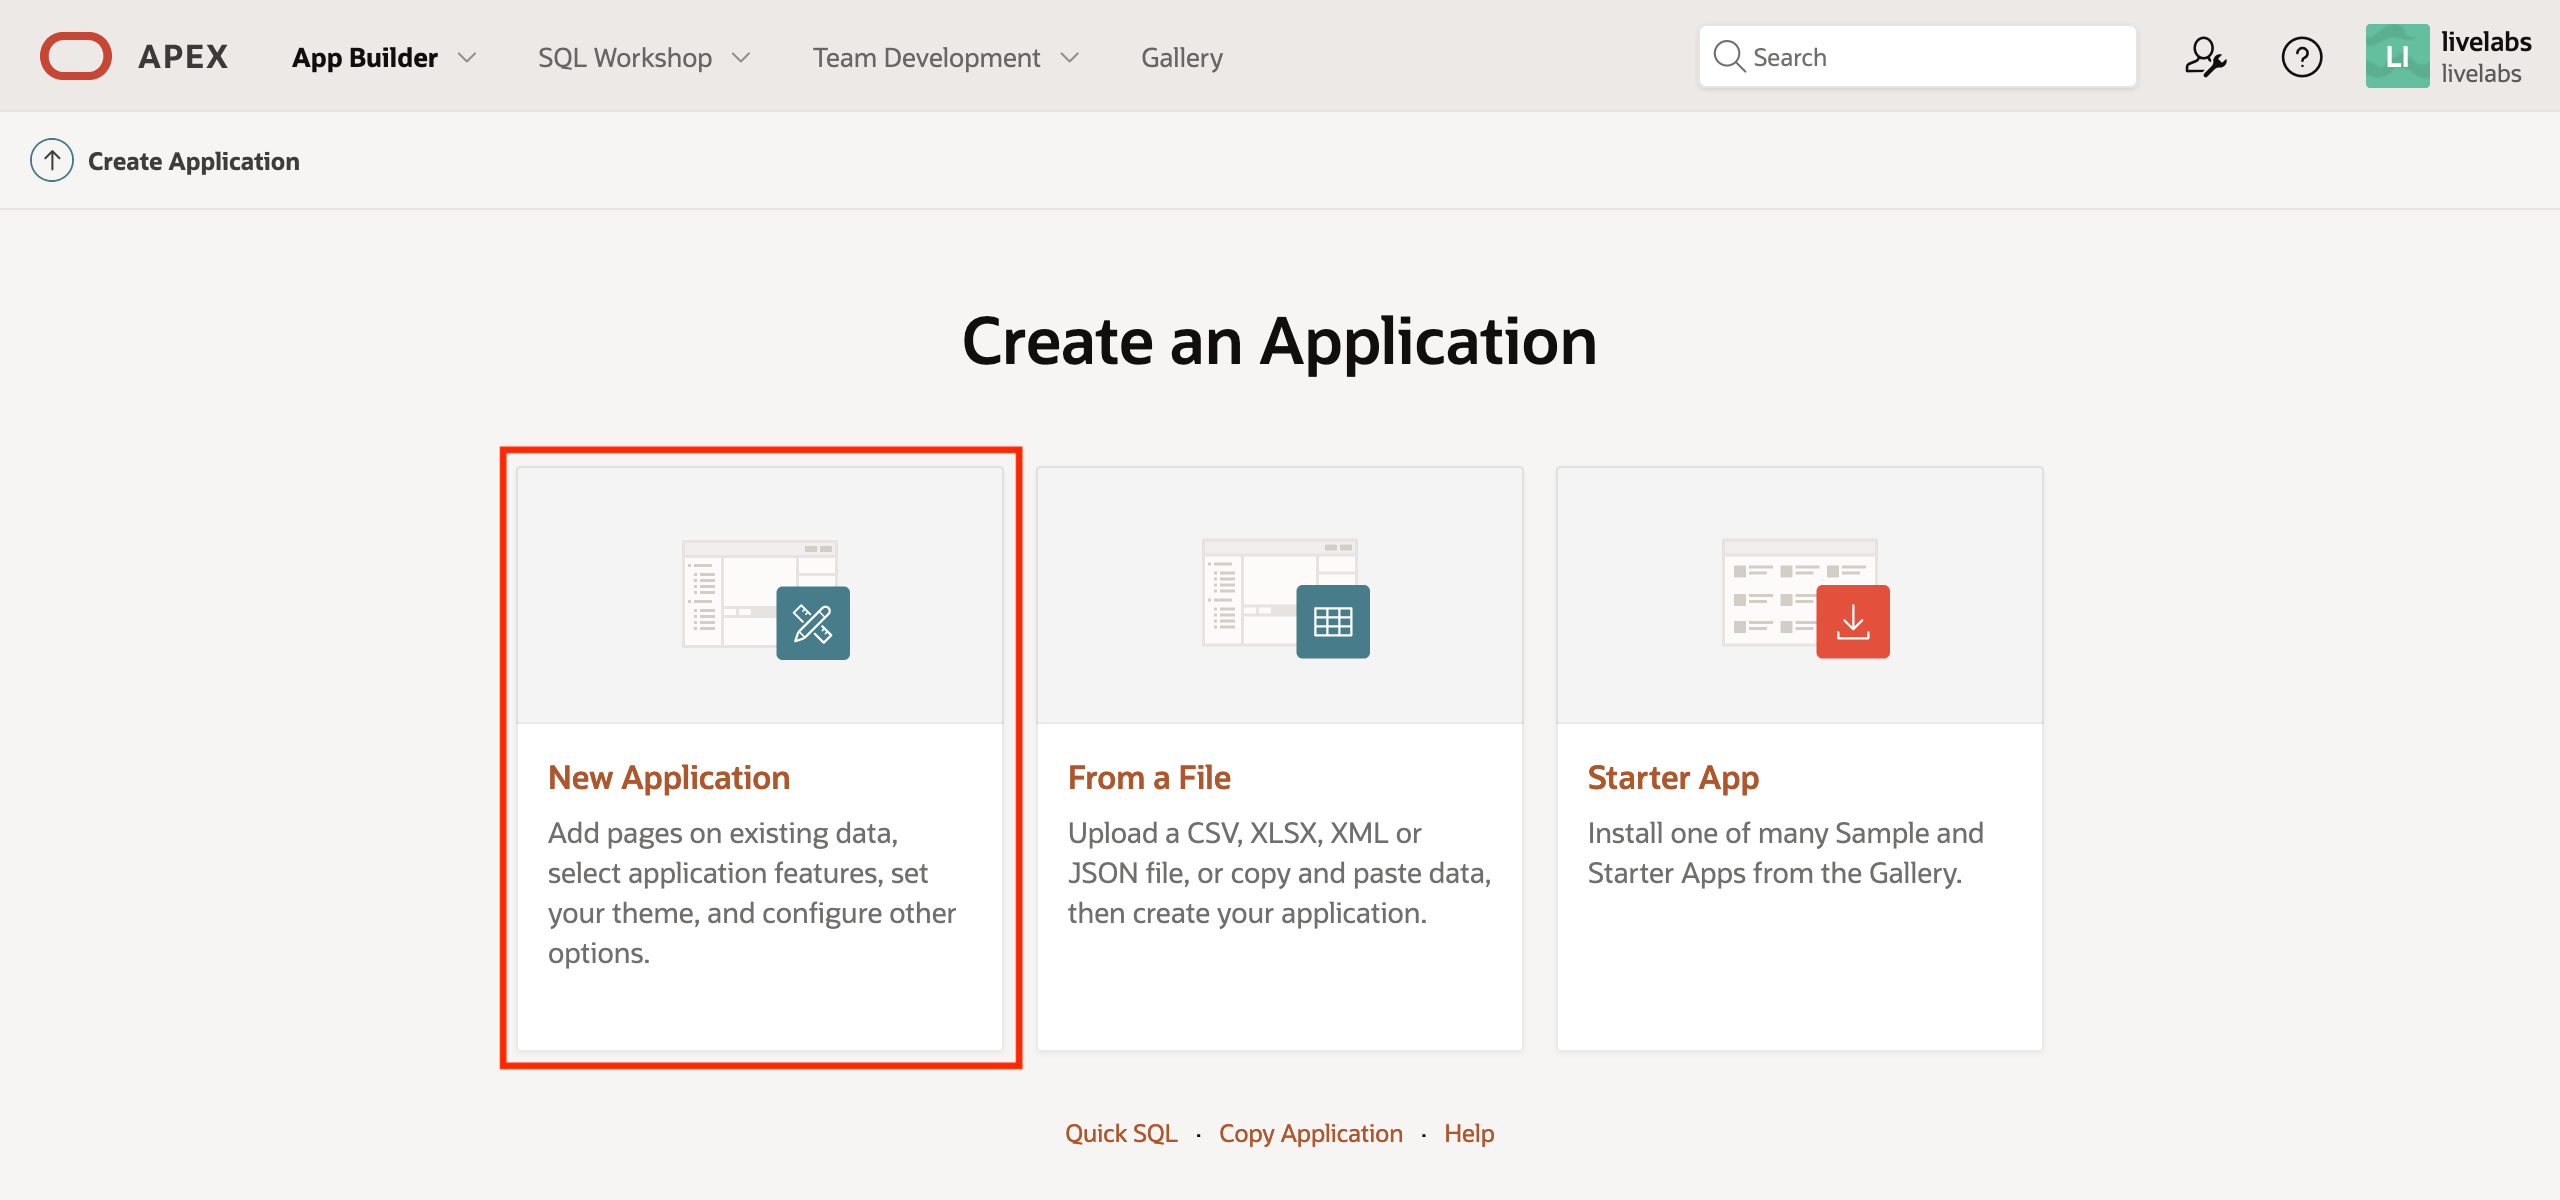 APEX
App Builder
SQL Workshop
Team Development
Gallery
Search
LI
livelabs
livelabs
Create Application
Create an Application
New Application
Add pages on existing data,
select application features, set
your theme, and configure other
options.
From a File
Upload a CSV, XLSX, XML or
JSON file, or copy and paste data,
then create your application.
Starter App
Install one of many Sample and
Starter Apps from the Gallery.
Quick SQL · Copy Application · Help